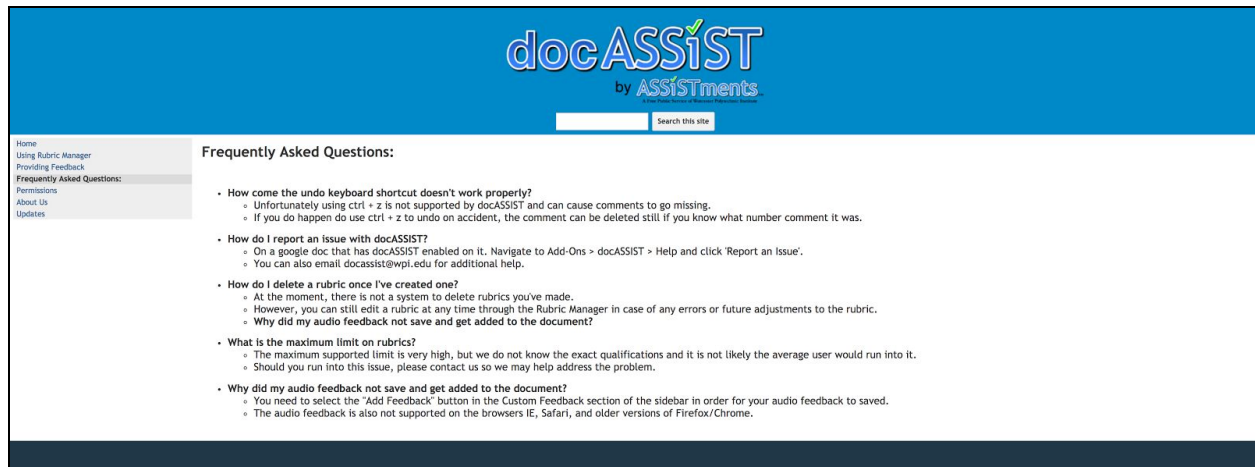 docASSiST
by ASSiSTments
A Free Public Service of Worcester Polytechnic Institute
Search this site
Home
Using Rubric Manager
Providing Feedback
Frequently Asked Questions:
Permissions
About Us
Updates
Frequently Asked Questions:
How come the undo keyboard shortcut doesn't work properly?
Unfortunately using ctrl + z is not supported by docASSIST and can cause comments to go missing.
If you do happen do use ctrl + z to undo on accident, the comment can be deleted still if you know what number comment it was.
How do I report an issue with docASSIST?
On a google doc that has docASSIST enabled on it. Navigate to Add-Ons > docASSIST > Help and click 'Report an Issue'.
You can also email docassist@wpi.edu for additional help.
How do I delete a rubric once I've created one?
At the moment, there is not a system to delete rubrics you've made.
However, you can still edit a rubric at any time through the Rubric Manager in case of any errors or future adjustments to the rubric.
Why did my audio feedback not save and get added to the document?
What is the maximum limit on rubrics?
The maximum supported limit is very high, but we do not know the exact qualifications and it is not likely the average user would run into it.
Should you run into this issue, please contact us so we may help address the problem.
Why did my audio feedback not save and get added to the document?
You need to select the "Add Feedback" button in the Custom Feedback section of the sidebar in order for your audio feedback to saved.
The audio feedback is also not supported on the browsers IE, Safari, and older versions of Firefox/Chrome.